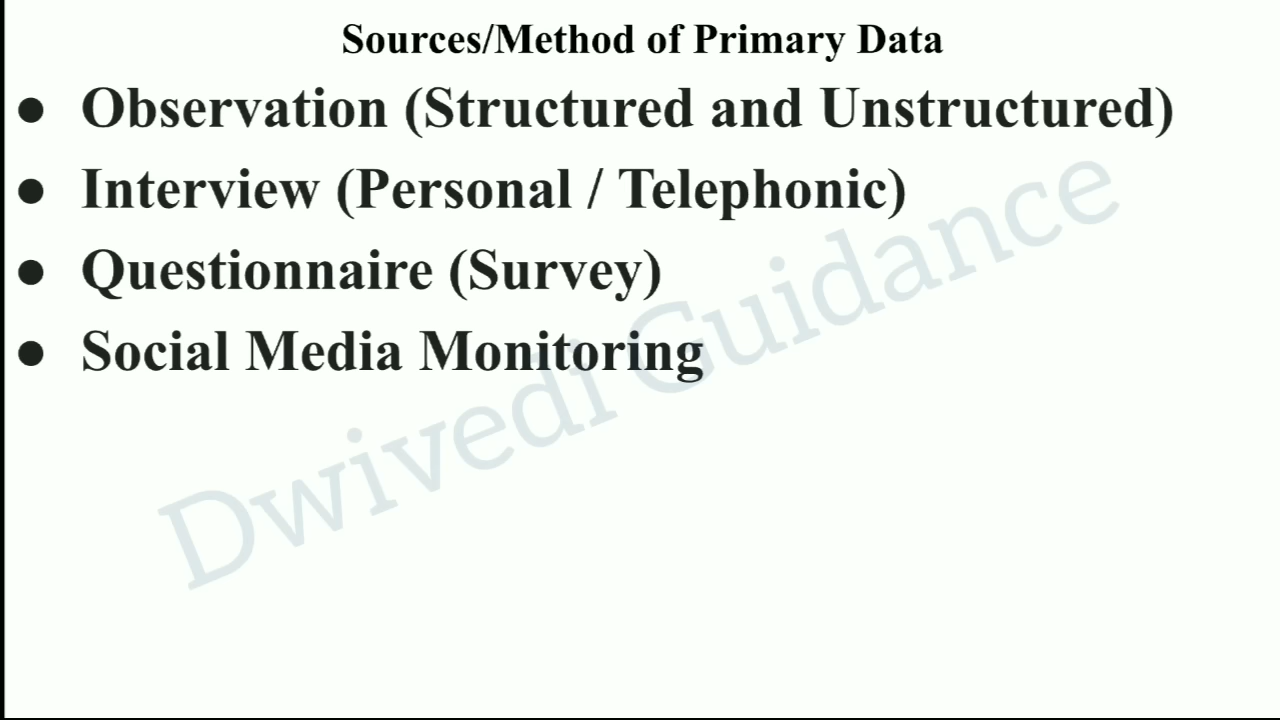 Sources/Method of Primary Data
● Observation (Structured and Unstructured)
● Interview (Personal / Telephonic)
● Questionnaire (Survey)
● Social Media Monitoring
Dwivedi Guidance